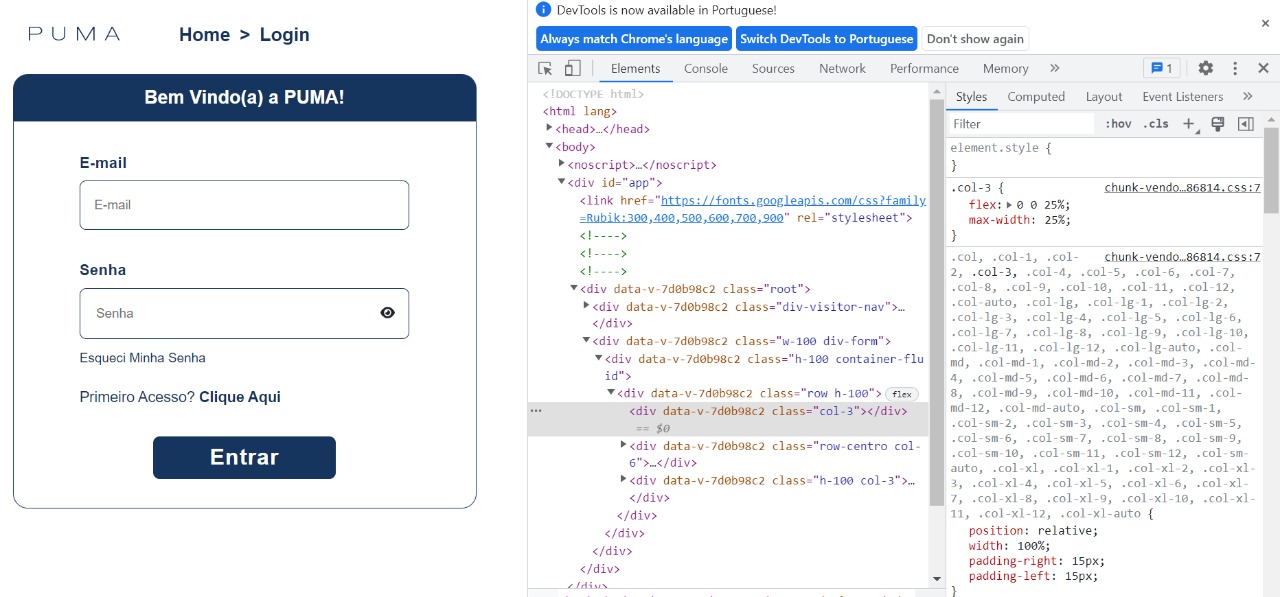 PUMA
Home > Login
Bem Vindo(a) a PUMA!
E-mail
E-mail
Senha
Senha
Esqueci Minha Senha
Primeiro Acesso? Clique Aqui
Entrar
DevTools is now available in Portuguese!
Always match Chrome's language
Switch DevTools to Portuguese
Don't show again
Elements
Console
Sources
Network
Performance
Memory
1
<!DOCTYPE html>
<html lang>
<head>…</head>
<body>
<noscript>…</noscript>
<div id="app">
<link href="https://fonts.googleapis.com/css?family
=Rubik:300,400,500,600,700,900" rel="stylesheet">
<!---->
<!---->
<!---->
<div data-v-7d0b98c2 class="root">
<div data-v-7d0b98c2 class="div-visitor-nav">…
</div>
<div data-v-7d0b98c2 class="w-100 div-form">
<div data-v-7d0b98c2 class="h-100 container-flu
id">
<div data-v-7d0b98c2 class="row h-100"> flex
<div data-v-7d0b98c2 class="col-3"></div>
== $0
<div data-v-7d0b98c2 class="row-centro col-
6">…</div>
<div data-v-7d0b98c2 class="h-100 col-3">…
</div>
</div>
</div>
</div>
</div>
</div>
Styles
Computed
Layout
Event Listeners
Filter
:hov
.cls
element.style {
}
.col-3 {
chunk-vendo…86814.css:7
flex: 0 0 25%;
max-width: 25%;
}
.col, .col-1, .col-
chunk-vendo…86814.css:7
2, .col-3, .col-4, .col-5, .col-6, .col-7,
.col-8, .col-9, .col-10, .col-11, .col-12,
.col-auto, .col-lg, .col-lg-1, .col-lg-2,
.col-lg-3, .col-lg-4, .col-lg-5, .col-lg-6,
.col-lg-7, .col-lg-8, .col-lg-9, .col-lg-10,
.col-lg-11, .col-lg-12, .col-lg-auto, .col-
md, .col-md-1, .col-md-2, .col-md-3, .col-md-
4, .col-md-5, .col-md-6, .col-md-7, .col-md-
8, .col-md-9, .col-md-10, .col-md-11, .col-
md-12, .col-md-auto, .col-sm, .col-sm-1,
.col-sm-2, .col-sm-3, .col-sm-4, .col-sm-5,
.col-sm-6, .col-sm-7, .col-sm-8, .col-sm-9,
.col-sm-10, .col-sm-11, .col-sm-12, .col-sm-
auto, .col-xl, .col-xl-1, .col-xl-2, .col-xl-
3, .col-xl-4, .col-xl-5, .col-xl-6, .col-xl-
7, .col-xl-8, .col-xl-9, .col-xl-10, .col-xl-
11, .col-xl-12, .col-xl-auto {
position: relative;
width: 100%;
padding-right: 15px;
padding-left: 15px;
}